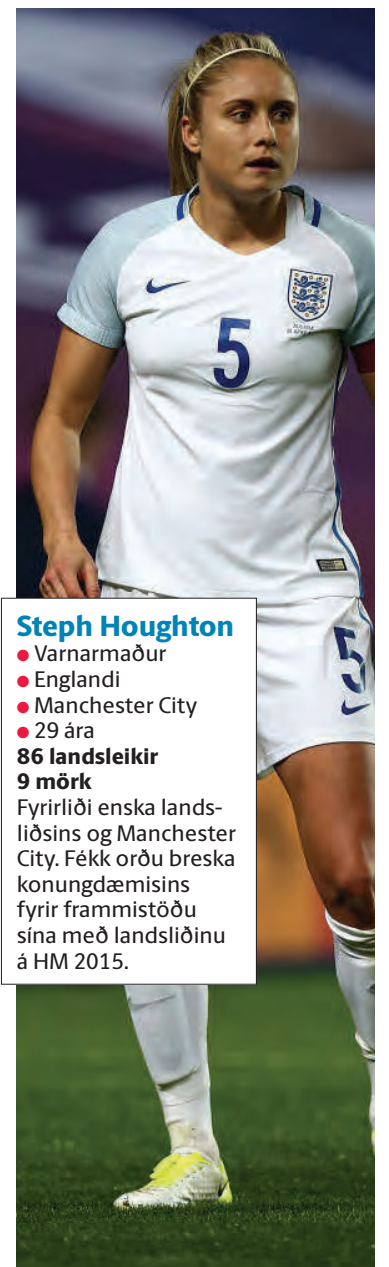 5
5
Steph Houghton
● Varnarmaður
● Englandi
● Manchester City
● 29 ára
86 landsleikir
9 mörk
Fyrirliði enska lands-
liðsins og Manchester
City. Fékk orðu breska
konungdæmisins
fyrir frammistöðu
sína með landsliðinu
á HM 2015.